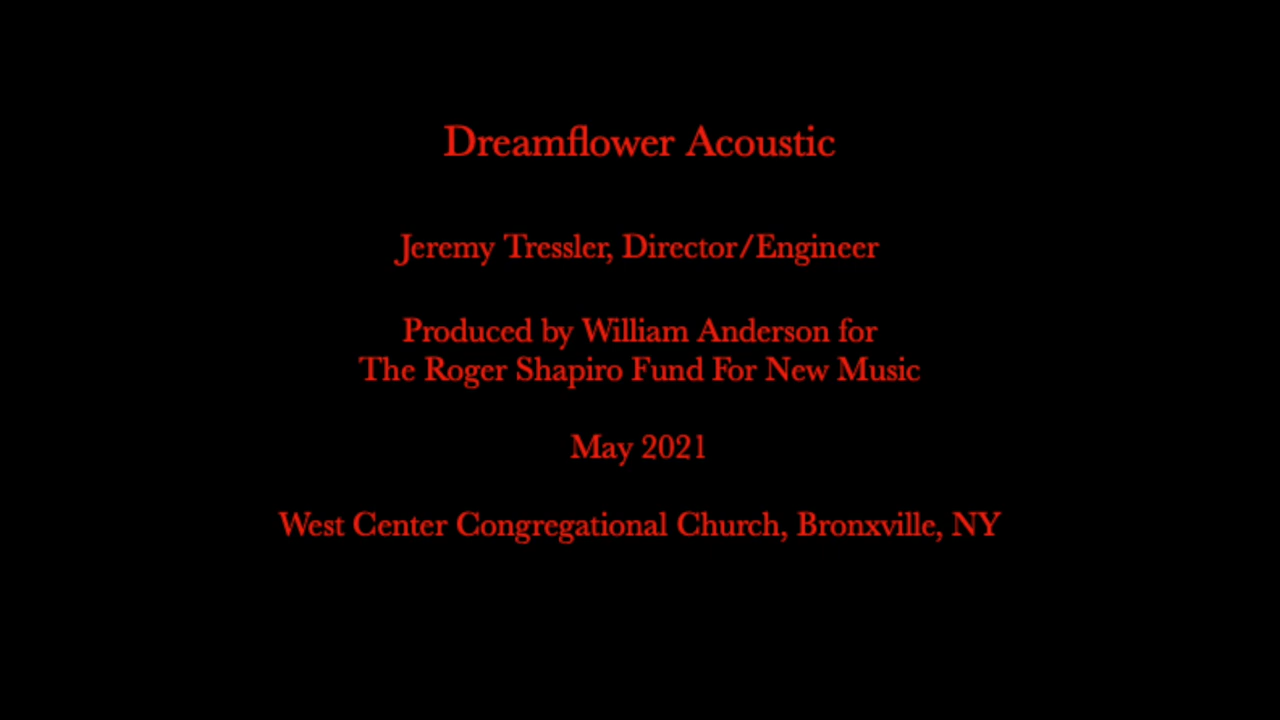 Dreamflower Acoustic
Jeremy Tressler, Director/Engineer
Produced by William Anderson for
The Roger Shapiro Fund For New Music
May 2021
West Center Congregational Church, Bronxville, NY